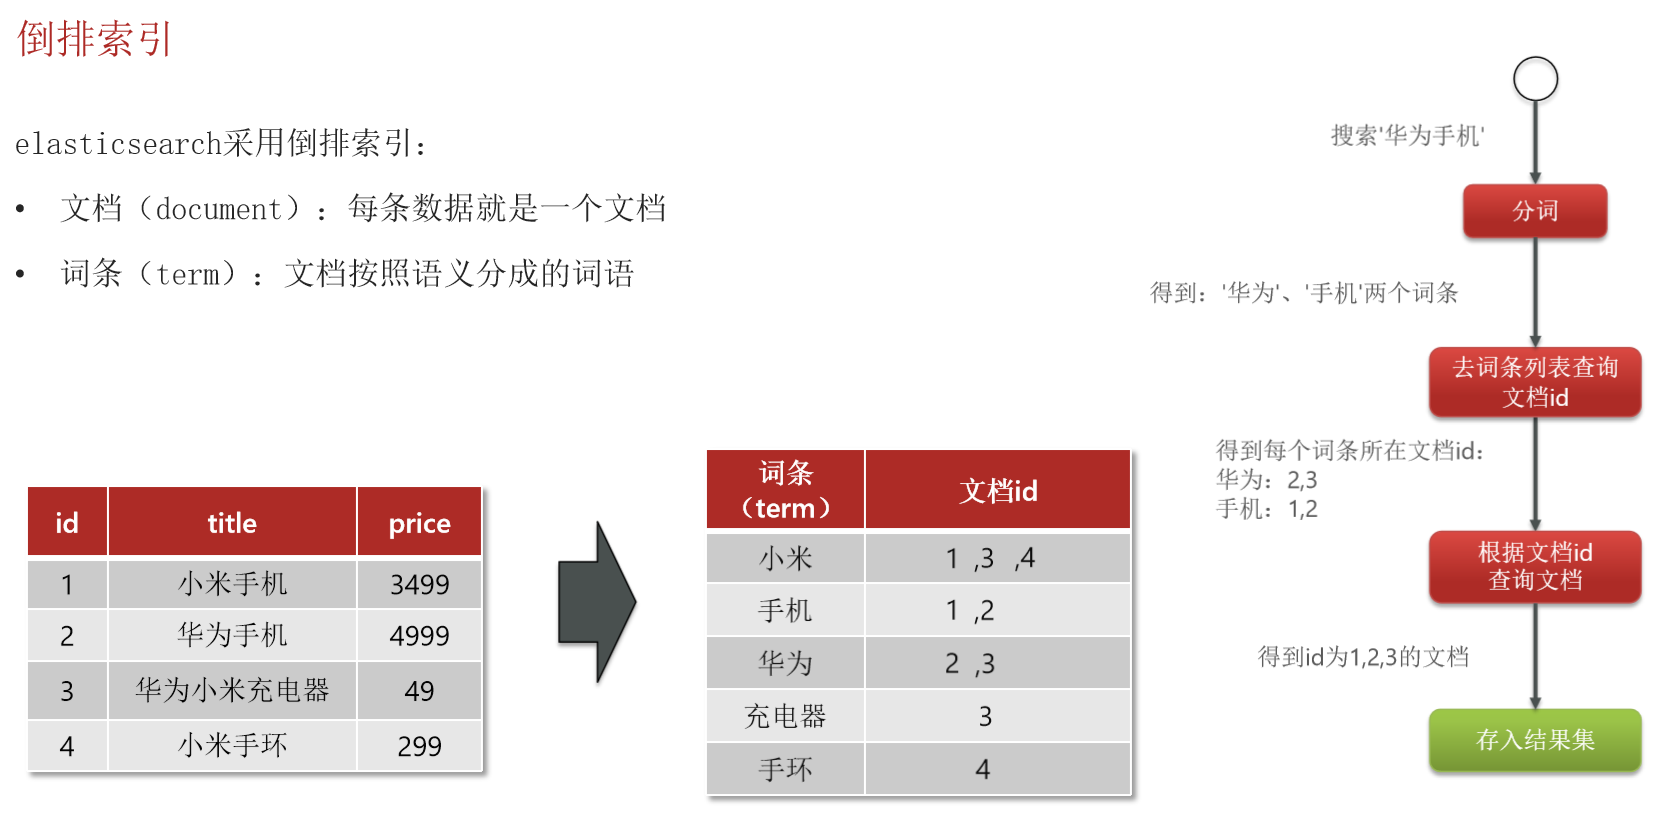 倒排索引
elasticsearch采用倒排索引：
• 文档（document）：每条数据就是一个文档
• 词条（term）：文档按照语义分成的词语
id title price
1 小米手机 3499
2 华为手机 4999
3 华为小米充电器 49
4 小米手环 299
词条
（term） 文档id
小米 1 ,3 ,4
手机 1 ,2
华为 2 ,3
充电器 3
手环 4
搜索'华为手机'
分词
得到：'华为'、'手机'两个词条
去词条列表查询
文档id
得到每个词条所在文档id：
华为：2,3
手机：1,2
根据文档id
查询文档
得到id为1,2,3的文档
存入结果集